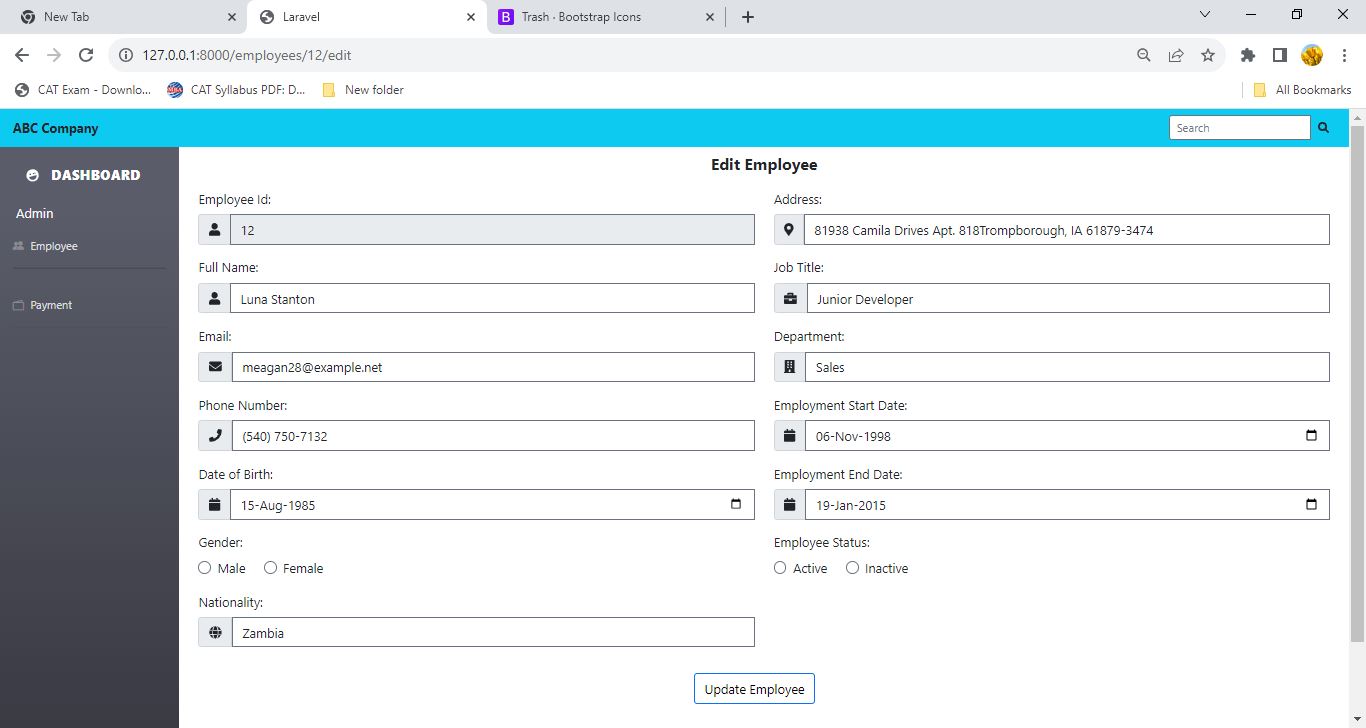 New Tab
Laravel
B Trash · Bootstrap Icons
127.0.0.1:8000/employees/12/edit
CAT Exam - Downlo...
MBA
CAT Syllabus PDF: D...
New folder
All Bookmarks
ABC Company
Search
DASHBOARD
Admin
Employee
Payment
Edit Employee
Employee Id:
12
Full Name:
Luna Stanton
Email:
meagan28@example.net
Phone Number:
(540) 750-7132
Date of Birth:
15-Aug-1985
Gender:
Male Female
Nationality:
Zambia
Address:
81938 Camila Drives Apt. 818Trompborough, IA 61879-3474
Job Title:
Junior Developer
Department:
Sales
Employment Start Date:
06-Nov-1998
Employment End Date:
19-Jan-2015
Employee Status:
Active Inactive
Update Employee